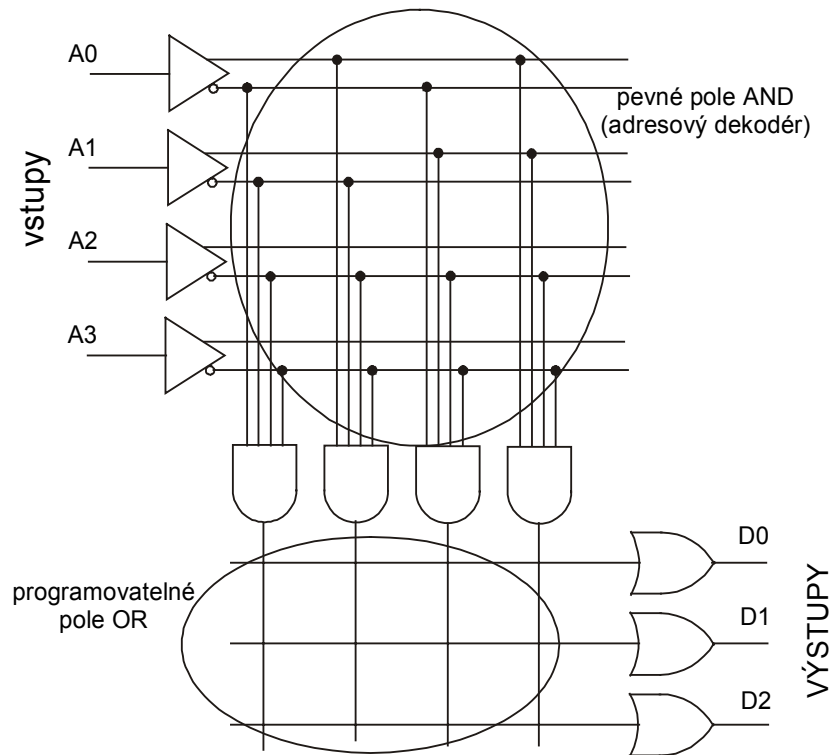 A0
pevné pole AND
(adresový dekodér)
A1
vstupy
A2
A3
D0
programovatelné
pole OR
D1
VÝSTUPY
D2